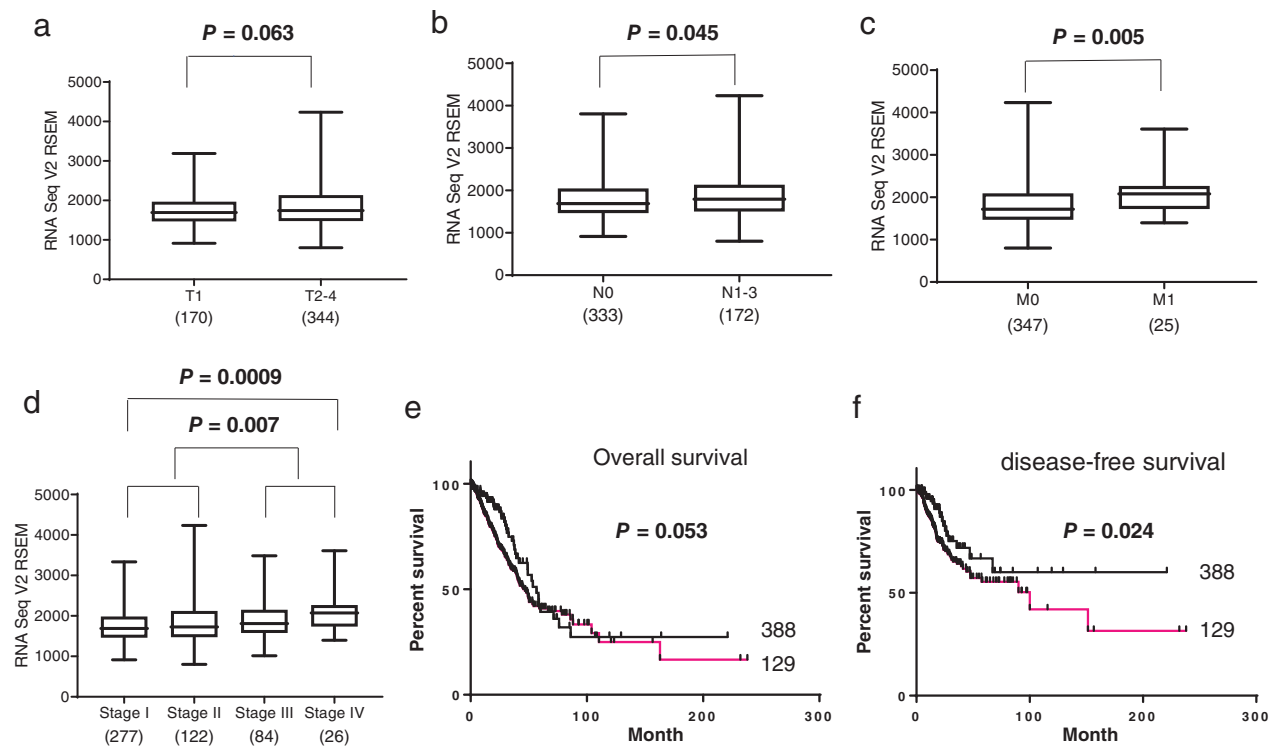 a
P = 0.063
RNA Seq V2 RSEM
5000
4000
3000
2000
1000
0
T1
T2-4
(170)
(344)
b
P = 0.045
RNA Seq V2 RSEM
5000
4000
3000
2000
1000
0
N0
N1-3
(333)
(172)
c
P = 0.005
RNA Seq V2 RSEM
5000
4000
3000
2000
1000
0
M0
M1
(347)
(25)
d
P = 0.0009
P = 0.007
RNA Seq V2 RSEM
5000
4000
3000
2000
1000
0
Stage I
Stage II
Stage III
Stage IV
(277)
(122)
(84)
(26)
e
Overall survival
P = 0.053
Percent survival
100
50
0
388
129
0
100
200
300
Month
f
disease-free survival
P = 0.024
Percent survival
100
50
0
388
129
0
100
200
300
Month